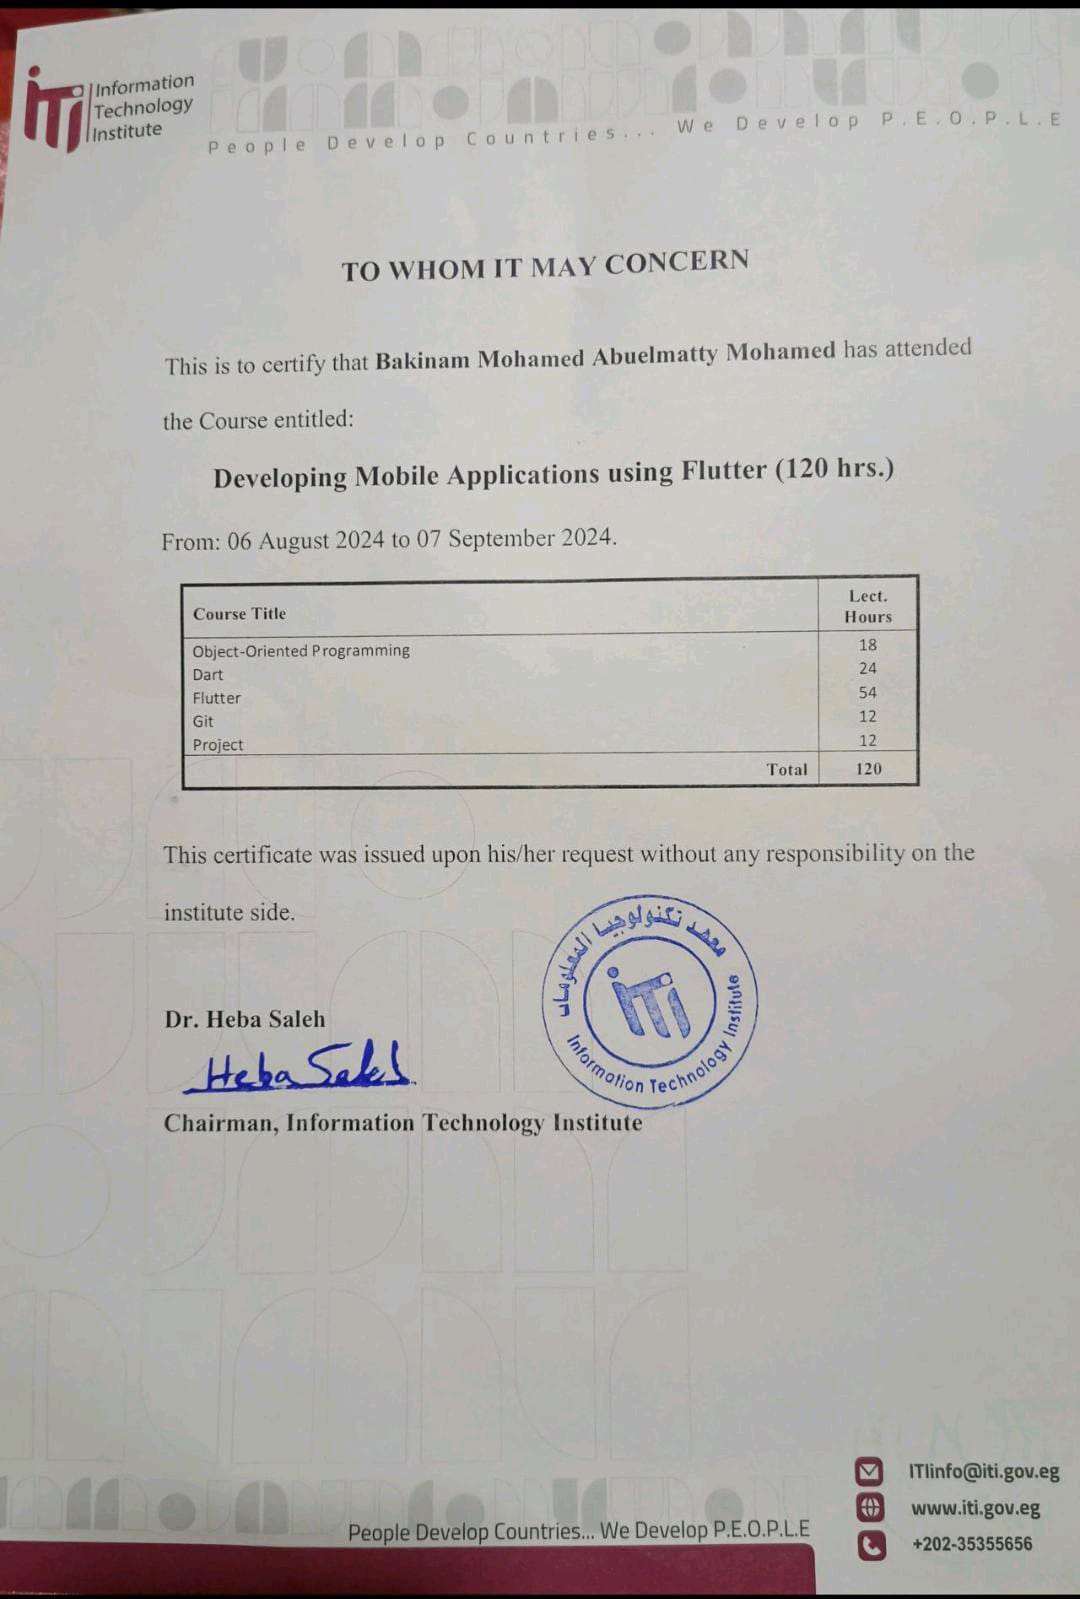 iTi
Information
Technology
Institute
People Develop Countries... We Develop P.E.O.P.L.E
TO WHOM IT MAY CONCERN
This is to certify that Bakinam Mohamed Abuelmatty Mohamed has attended
the Course entitled:
Developing Mobile Applications using Flutter (120 hrs.)
From: 06 August 2024 to 07 September 2024.
Course Title Lect. Hours
Object-Oriented Programming 18
Dart 24
Flutter 54
Git 12
Project 12
Total 120
This certificate was issued upon his/her request without any responsibility on the
institute side.
معهد تكنولوجيا المعلومات
iTi
Information Technology Institute
Dr. Heba Saleh
Heba Saleh
Chairman, Information Technology Institute
ITIinfo@iti.gov.eg
www.iti.gov.eg
+202-35355656
People Develop Countries... We Develop P.E.O.P.L.E